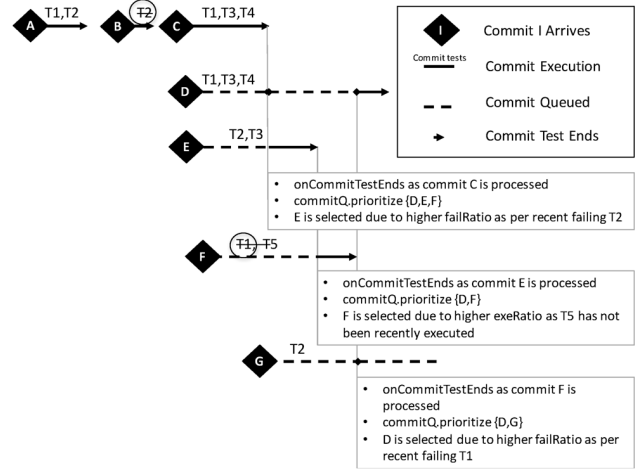 A
T1,T2
B
T2
C
T1,T3,T4
D
T1,T3,T4
E
T2,T3
I
Commit I Arrives
Commit tests
Commit Execution
Commit Queued
Commit Test Ends
• onCommitTestEnds as commit C is processed
• commitQ.prioritize {D,E,F}
• E is selected due to higher failRatio as per recent failing T2
F
T1, T5
• onCommitTestEnds as commit E is processed
• commitQ.prioritize {D,F}
• F is selected due to higher exeRatio as T5 has not
been recently executed
G
T2
• onCommitTestEnds as commit F is
processed
• commitQ.prioritize {D,G}
• D is selected due to higher failRatio as per
recent failing T1